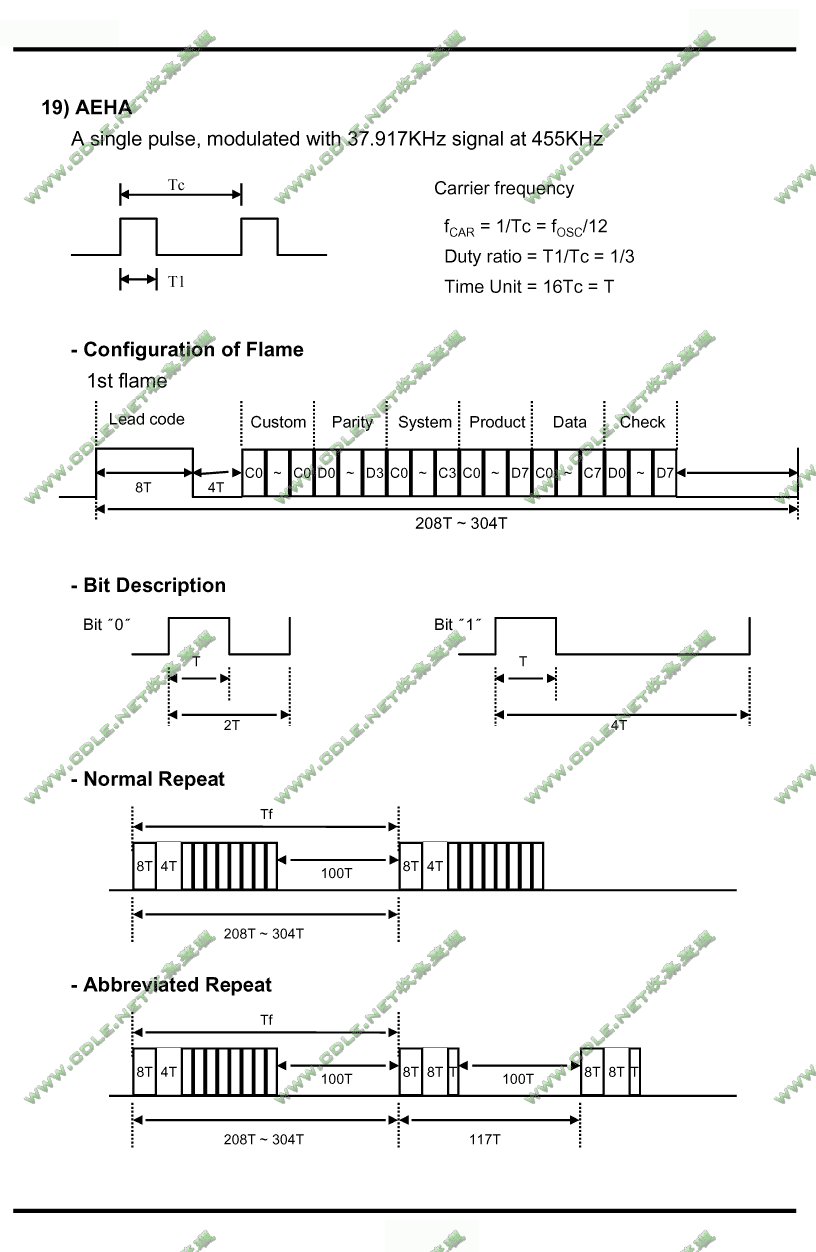 19) AEHA
A single pulse, modulated with 37.917KHz signal at 455KHz
Tc
Carrier frequency
fCAR = 1/Tc = fOSC/12
Duty ratio = T1/Tc = 1/3
T1
Time Unit = 16Tc = T
- Configuration of Flame
1st flame
Lead code Custom Parity System Product Data Check
8T 4T C0 ~ C0 D0 ~ D3 C0 ~ C3 C0 ~ D7 C0 ~ C7 D0 ~ D7
208T ~ 304T
- Bit Description
Bit ˝0˝ Bit ˝1˝
T T
2T 4T
- Normal Repeat
Tf
8T 4T 100T 8T 4T
208T ~ 304T
- Abbreviated Repeat
Tf
8T 4T 100T 8T 8T T 100T 8T 8T T
208T ~ 304T 117T